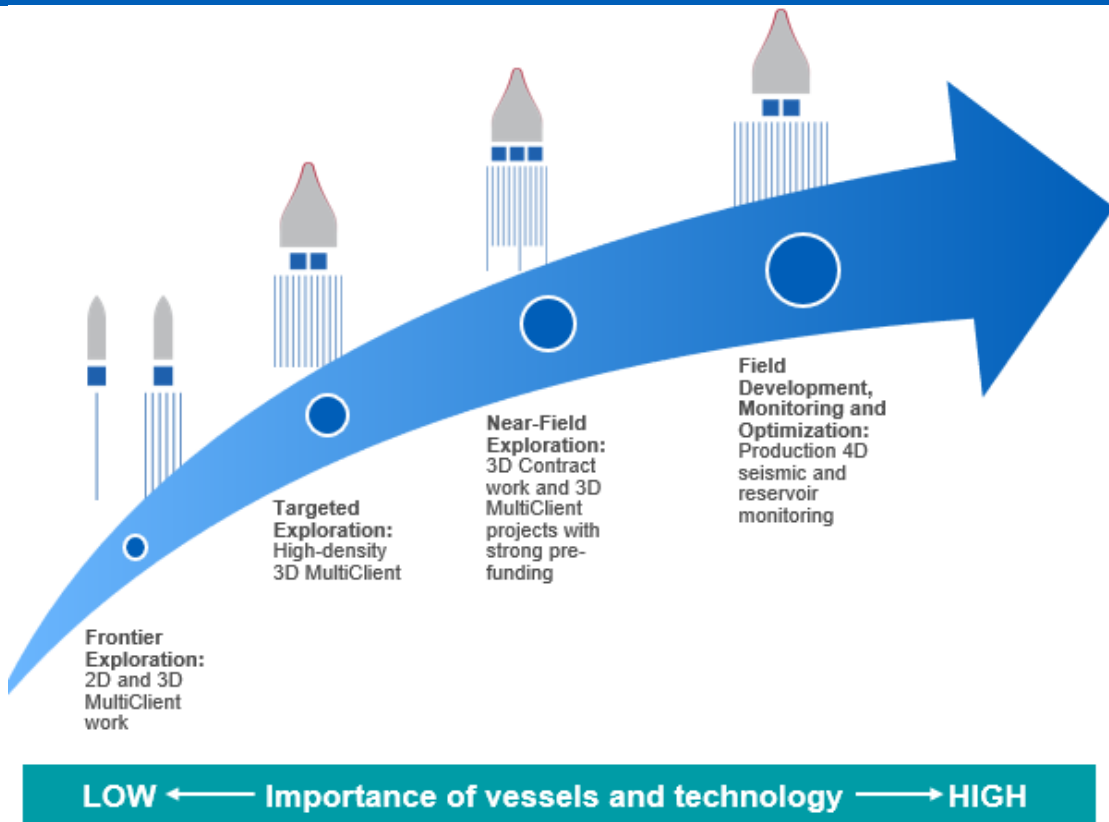 Frontier
Exploration:
2D and 3D
MultiClient
work
Targeted
Exploration:
High-density
3D MultiClient
Near-Field
Exploration:
3D Contract
work and 3D
MultiClient
projects with
strong pre-
funding
Field
Development,
Monitoring and
Optimization:
Production 4D
seismic and
reservoir
monitoring
LOW Importance of vessels and technology HIGH